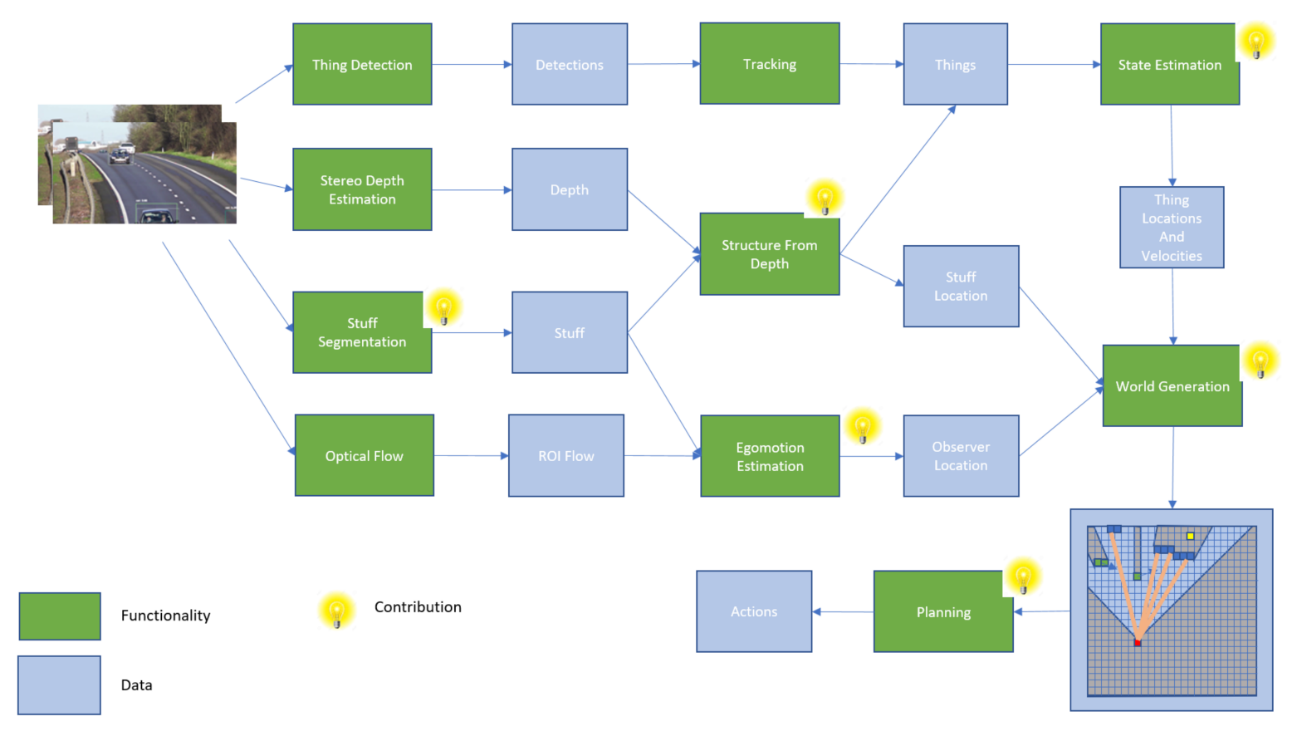 Thing Detection
Detections
Tracking
Things
State Estimation
Stereo Depth
Estimation
Depth
Structure From
Depth
Thing
Locations
And
Velocities
Stuff
Segmentation
Stuff
Stuff
Location
World Generation
Optical Flow
ROI Flow
Egomotion
Estimation
Observer
Location
Functionality
Contribution
Actions
Planning
Data